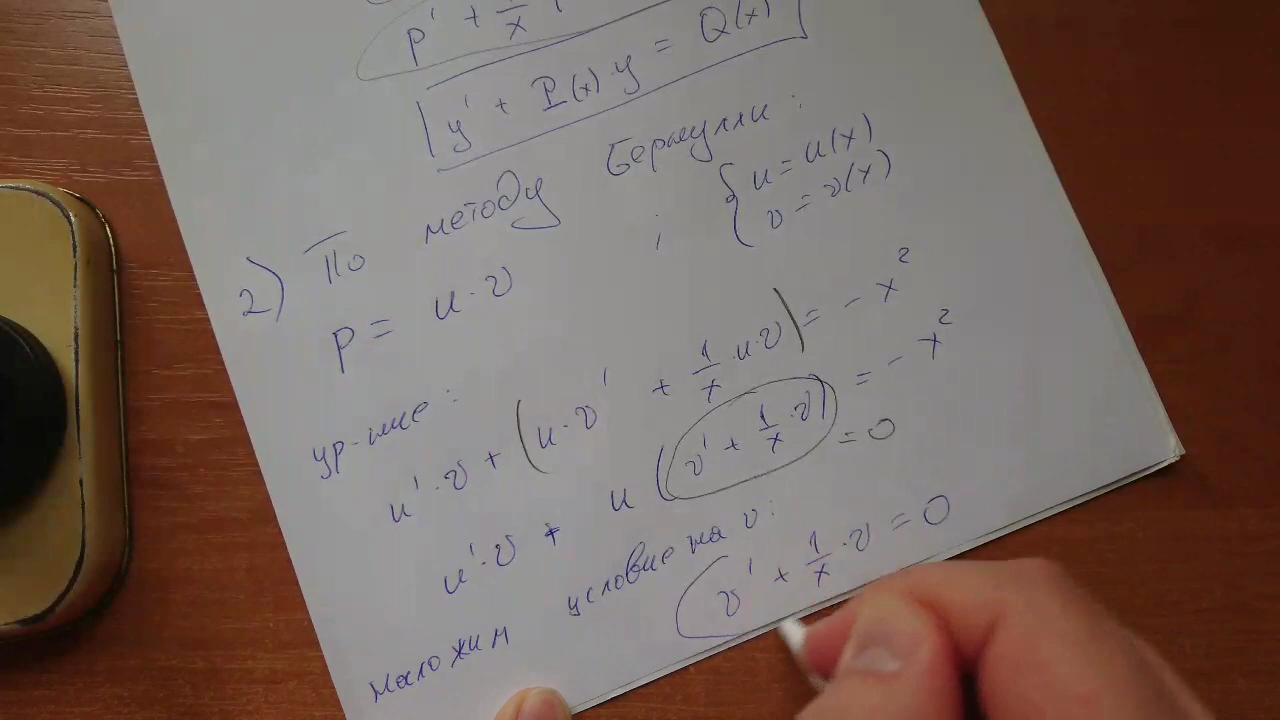 p' + 1/x
y' + P(x)·y = Q(x)
2) По методу Бернулли:
p = u·v ; { u = u(x)
v = v(x)
ур-ние:
u'·v + (u·v' + 1/x·u·v) = -x²
u'·v + u (v' + 1/x·v) = -x²
= 0
наложим условие на v:
v' + 1/x·v = 0